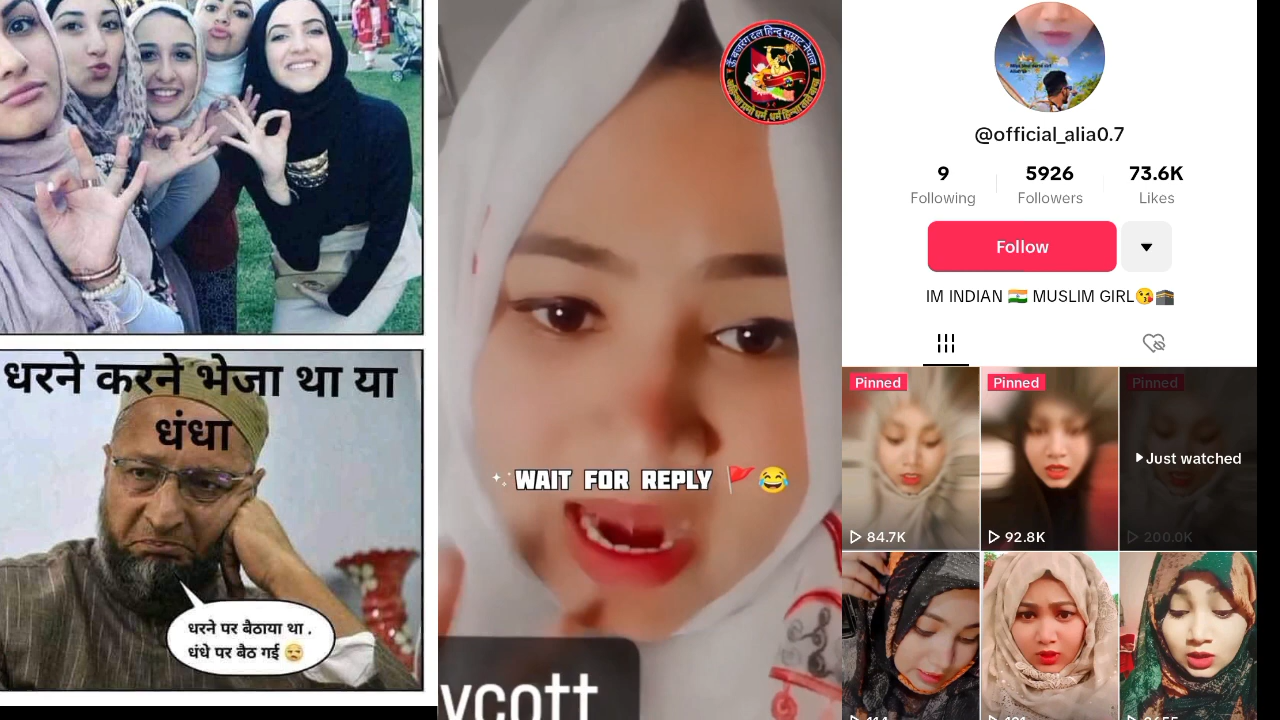 धरने करने भेजा था या
धंधा
धरने पर बैठाया था .
धंधे पर बैठ गई 😞
WAIT FOR REPLY 🚩😂
ycott
@official_alia0.7
9
5926
73.6K
Following
Followers
Likes
Follow
IM INDIAN 🇮🇳 MUSLIM GIRL😘🕋
Pinned
Pinned
Pinned
Just watched
84.7K
92.8K
200.0K